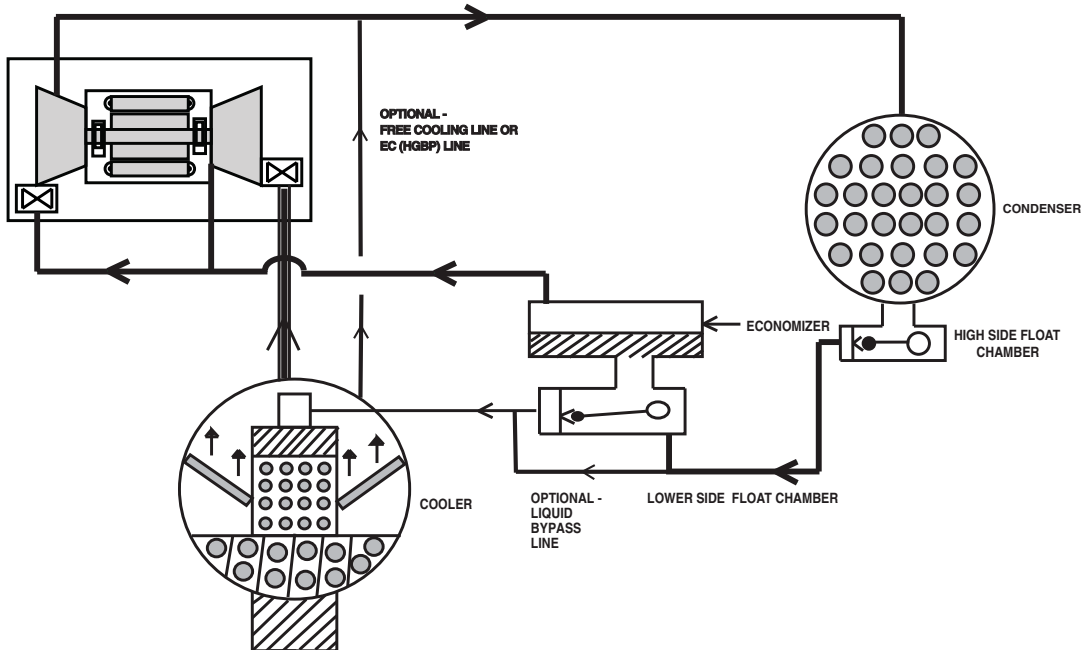 OPTIONAL -
FREE COOLING LINE OR
EC (HGBP) LINE
CONDENSER
ECONOMIZER
HIGH SIDE FLOAT
CHAMBER
COOLER
OPTIONAL -
LIQUID
BYPASS
LINE
LOWER SIDE FLOAT CHAMBER